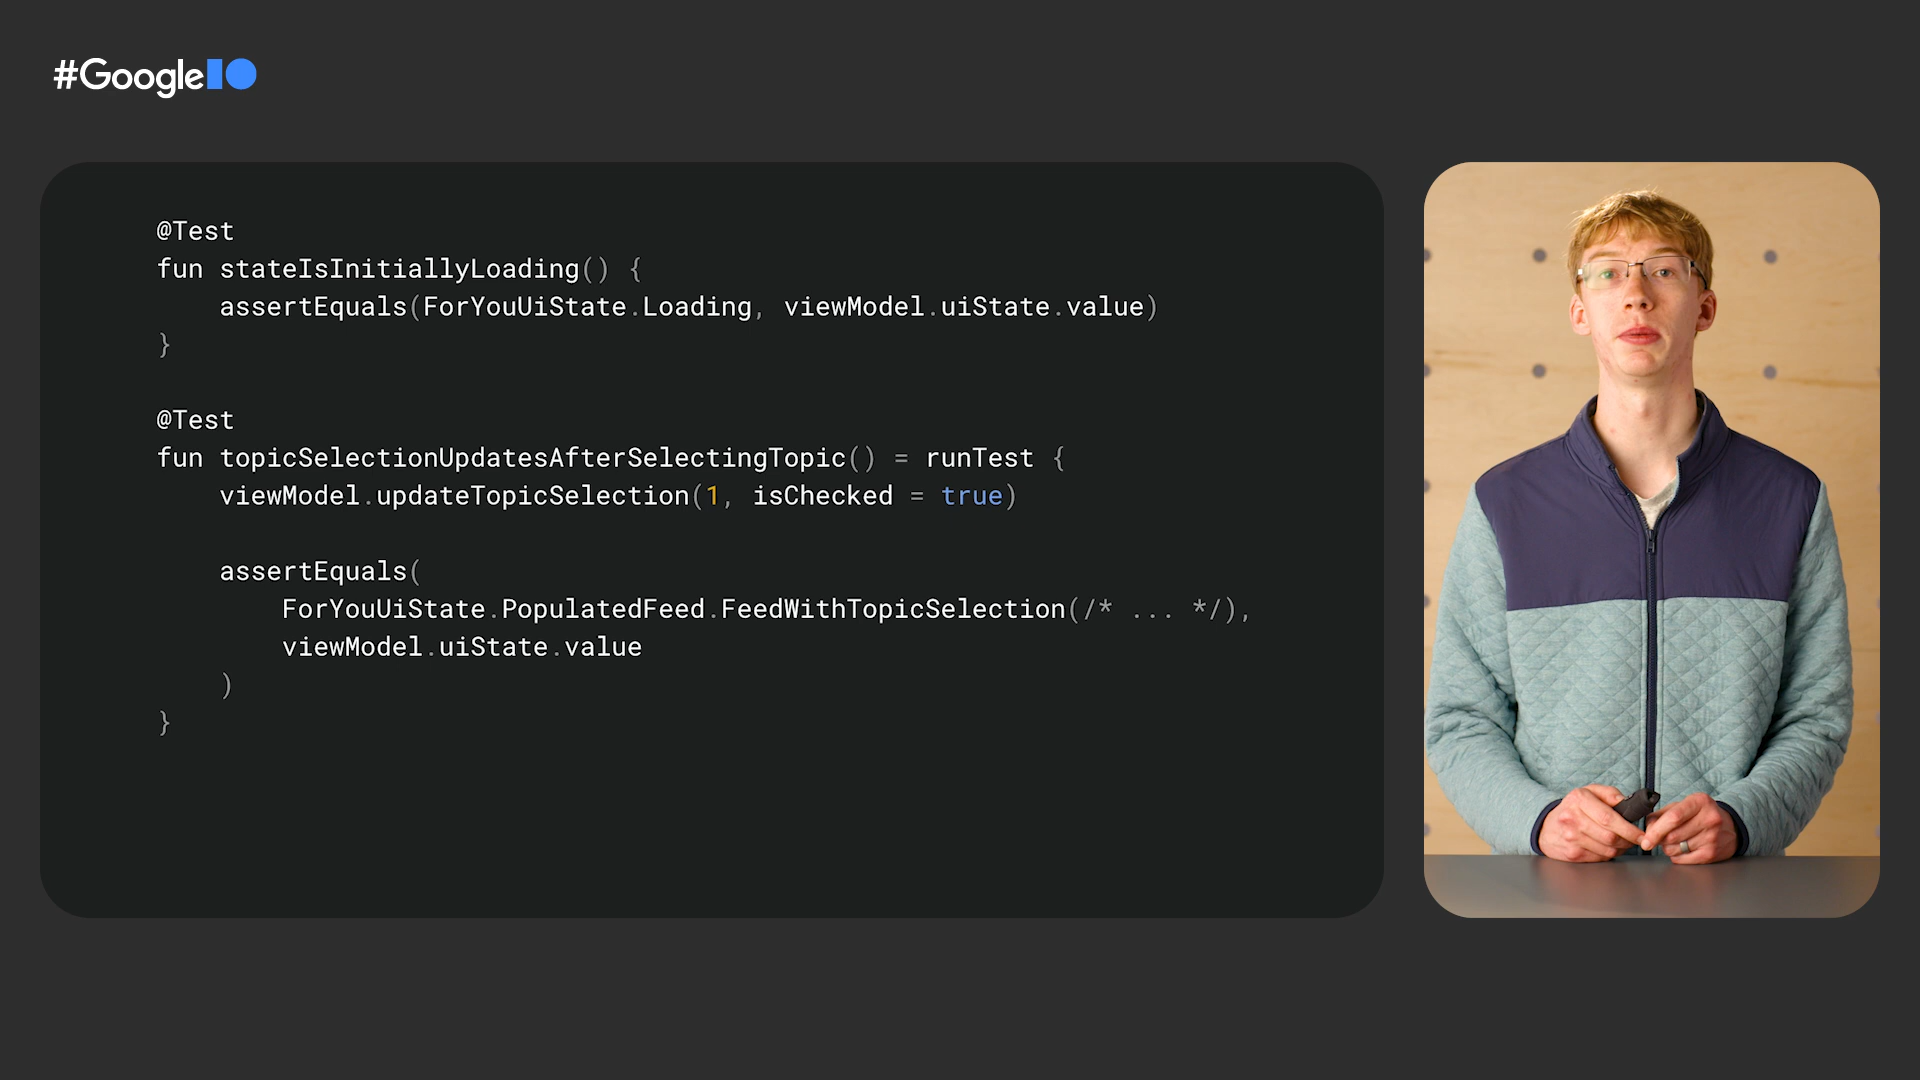 #GoogleIO
@Test
fun stateIsInitiallyLoading() {
    assertEquals(ForYouUiState.Loading, viewModel.uiState.value)
}
@Test
fun topicSelectionUpdatesAfterSelectingTopic() = runTest {
    viewModel.updateTopicSelection(1, isChecked = true)
    assertEquals(
        ForYouUiState.PopulatedFeed.FeedWithTopicSelection(/* ... */),
        viewModel.uiState.value
    )
}